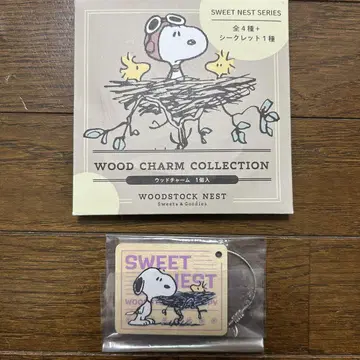 SWEET NEST SERIES
全4種+
シークレット1種
WOOD CHARM COLLECTION
ウッドチャーム 1個入
WOODSTOCK NEST
Sweets & Goodies
SWEET
NEST